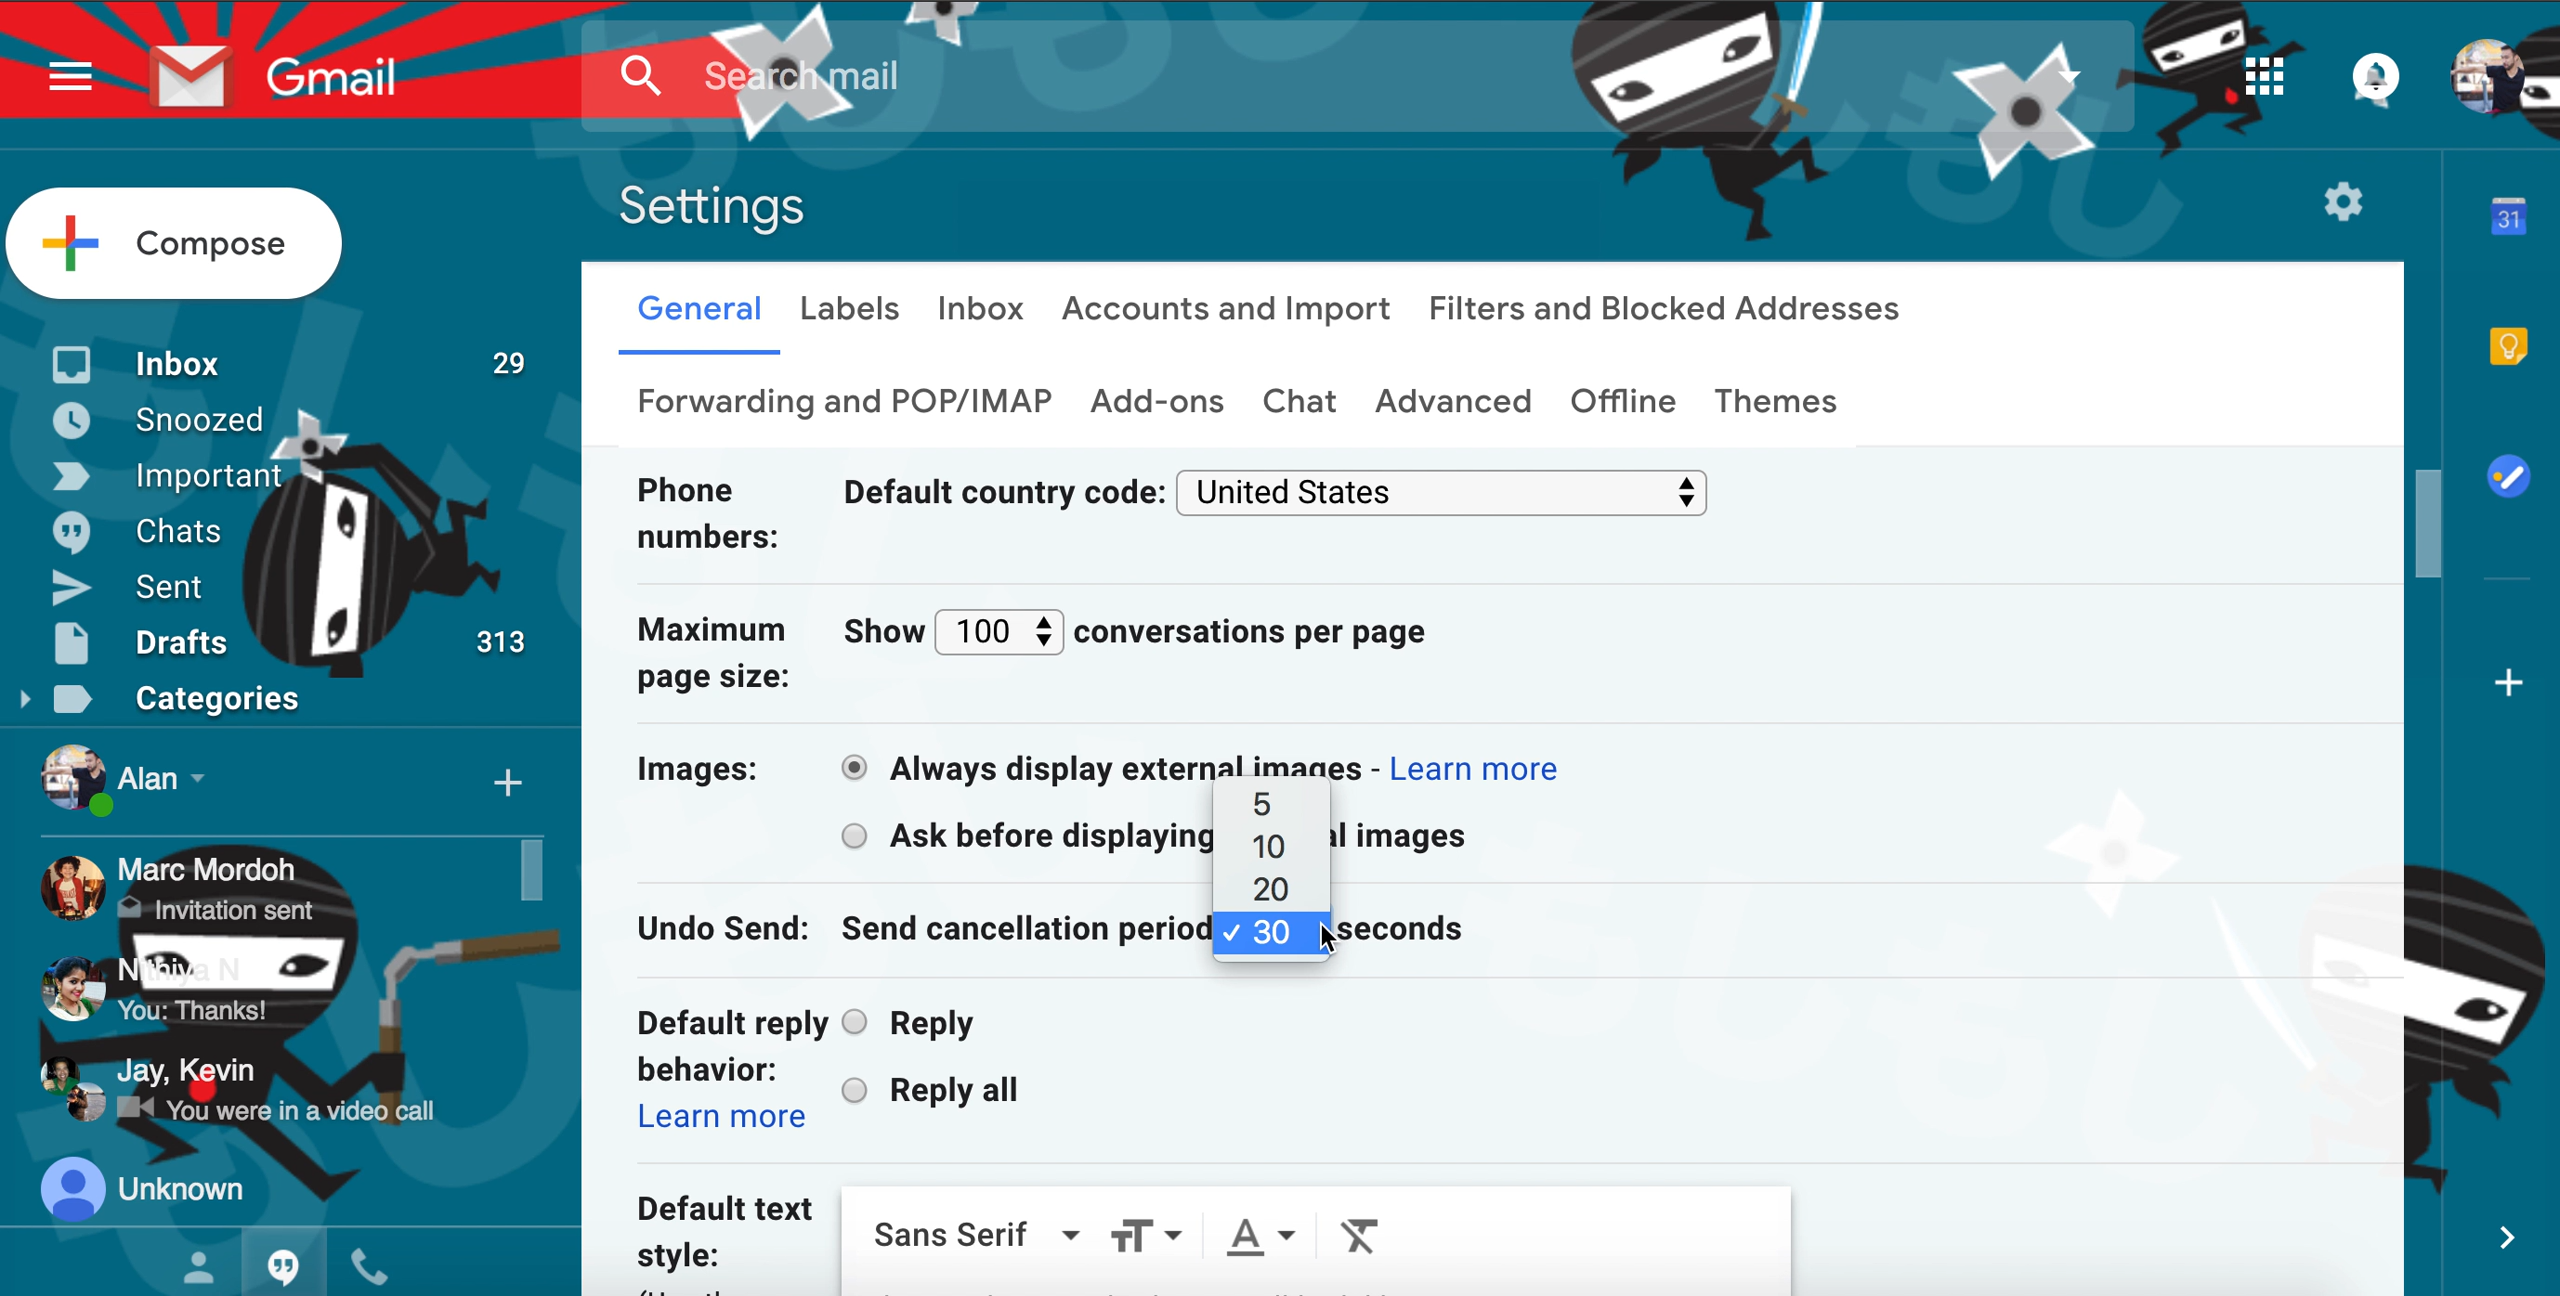 Gmail
Search mail
Compose
Settings
31
General Labels Inbox Accounts and Import Filters and Blocked Addresses
Forwarding and POP/IMAP Add-ons Chat Advanced Offline Themes
Inbox 29
Snoozed
Important
Chats
Sent
Drafts 313
Categories
Alan
Marc Mordoh
Invitation sent
Nithiya N
You: Thanks!
Jay, Kevin
You were in a video call
Unknown
Phone
numbers:
Default country code: United States
Maximum
page size:
Show 100 conversations per page
Images:
Always display external images - Learn more
Ask before displaying al images
5
10
20
30
Undo Send: Send cancellation period seconds
Default reply
behavior:
Learn more
Reply
Reply all
Default text
style:
Sans Serif